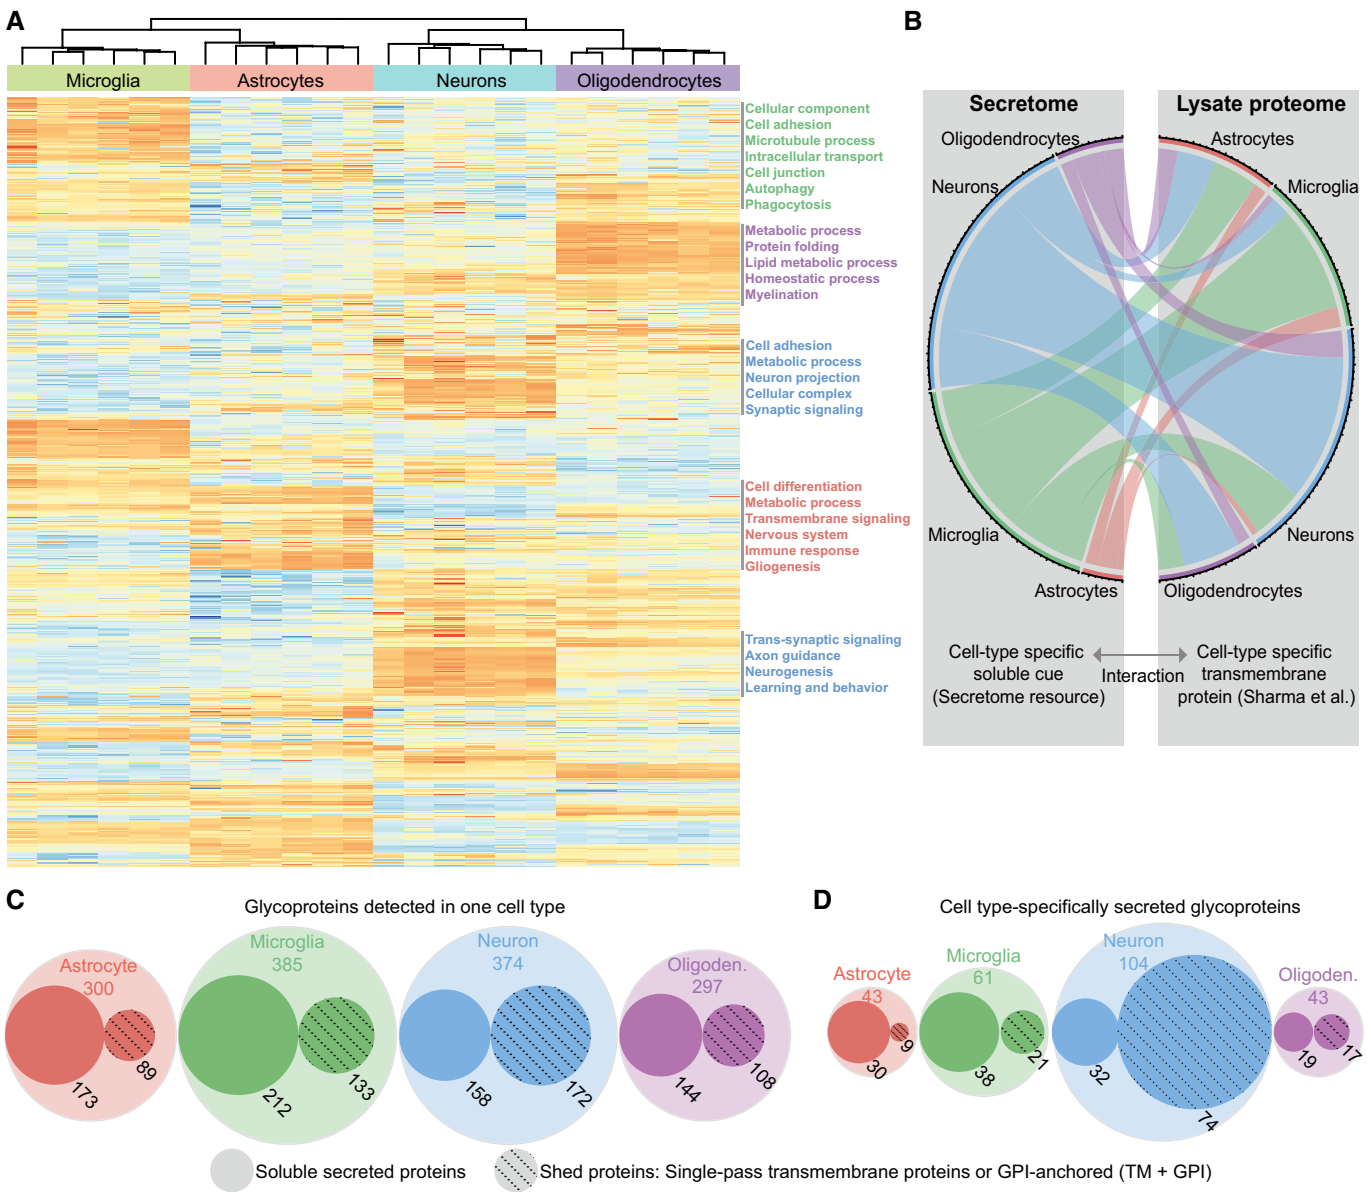 A
Microglia
Astrocytes
Neurons
Oligodendrocytes
Cellular component
Cell adhesion
Microtubule process
Intracellular transport
Cell junction
Autophagy
Phagocytosis
Metabolic process
Protein folding
Lipid metabolic process
Homeostatic process
Myelination
Cell adhesion
Metabolic process
Neuron projection
Cellular complex
Synaptic signaling
Cell differentiation
Metabolic process
Transmembrane signaling
Nervous system
Immune response
Gliogenesis
Trans-synaptic signaling
Axon guidance
Neurogenesis
Learning and behavior
B
Secretome
Lysate proteome
Oligodendrocytes
Astrocytes
Neurons
Microglia
Microglia
Neurons
Astrocytes
Oligodendrocytes
Cell-type specific
soluble cue
(Secretome resource)
Interaction
Cell-type specific
transmembrane
protein (Sharma et al.)
C
Glycoproteins detected in one cell type
Astrocyte
300
173
89
Microglia
385
212
133
Neuron
374
158
172
Oligoden.
297
144
108
D
Cell type-specifically secreted glycoproteins
Astrocyte
43
30
9
Microglia
61
38
21
Neuron
104
32
74
Oligoden.
43
19
17
Soluble secreted proteins
Shed proteins: Single-pass transmembrane proteins or GPI-anchored (TM + GPI)